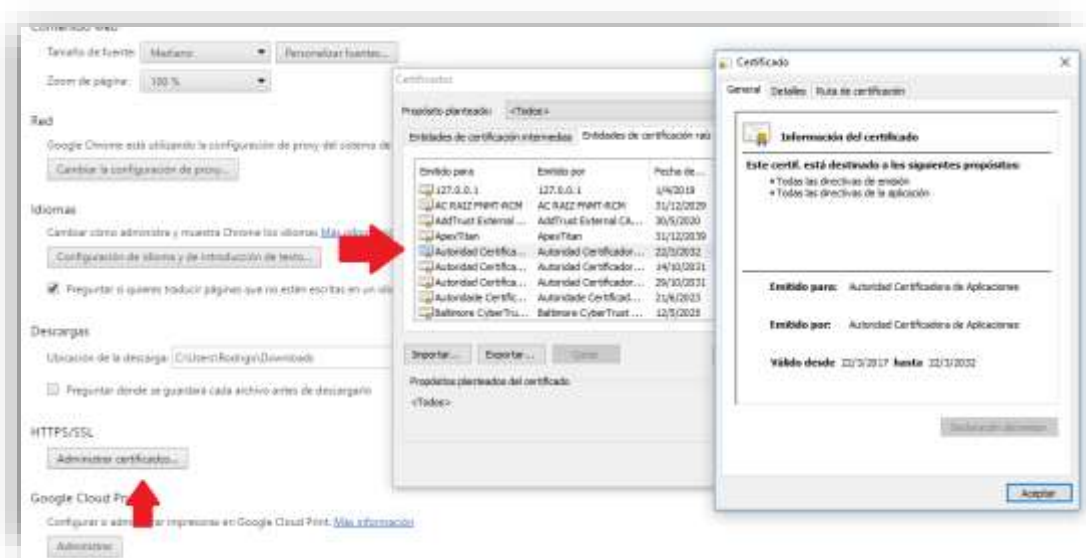 Contenido web
Tamaño de fuente: Mediano Personalizar fuentes...
Zoom de página: 100 %
Red
Google Chrome está utilizando la configuración de proxy del sistema de
Cambiar la configuración de proxy...
Idiomas
Cambiar cómo administra y muestra Chrome los idiomas Más
Configuración de idioma y de introducción de texto...
Preguntar si quieres traducir páginas que no estén escritas en un
Descargas
Ubicación de la descarga: C:\Users\Rodrigo\Downloads
Preguntar dónde se guardará cada archivo antes de descargarlo
HTTPS/SSL
Administrar certificados...
Google Cloud
Configurar o impresoras en Google Cloud Print. Más información
Administrar
Certificados
Propósito planteado: <Todos>
Entidades de certificación intermedias Entidades de certificación raíz
Emitido para Emitido por Fecha de...
127.0.0.1 127.0.0.1 1/4/2019
AC RAIZ FNMT-RCM AC RAIZ FNMT-RCM 31/12/2029
AddTrust External ... AddTrust External CA... 30/5/2020
ApexTitan ApexTitan 31/12/2039
Autoridad Certifica... Autoridad Certificador... 22/3/2032
Autoridad Certifica... Autoridad Certificador... 14/10/2031
Autoridad Certifica... Autoridad Certificador... 29/10/2031
Autoridade Certific... Autoridade Certificad... 21/6/2023
Baltimore CyberTru... Baltimore CyberTrust ... 12/5/2025
Importar... Exportar... Quitar
Propósitos planteados del certificado
<Todos>
Certificado
General Detalles Ruta de certificación
Información del certificado
Este certif. está destinado a los siguientes propósitos:
• Todas las directivas de emisión
• Todas las directivas de la aplicación
Emitido para: Autoridad Certificadora de Aplicaciones
Emitido por: Autoridad Certificadora de Aplicaciones
Válido desde 22/3/2017 hasta 22/3/2032
Aceptar